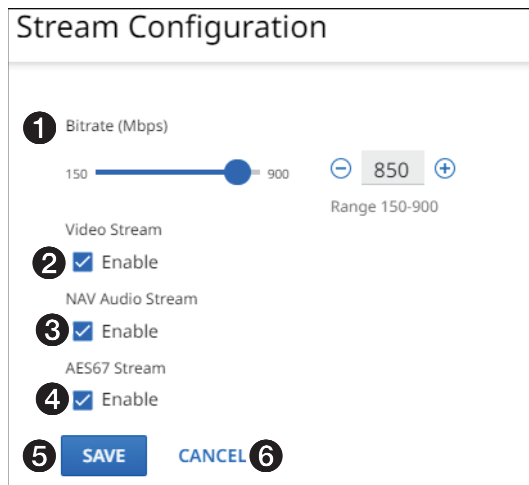 Stream Configuration
1 Bitrate (Mbps)
150 900 850
Range 150-900
Video Stream
2 Enable
NAV Audio Stream
3 Enable
AES67 Stream
4 Enable
5 SAVE CANCEL 6